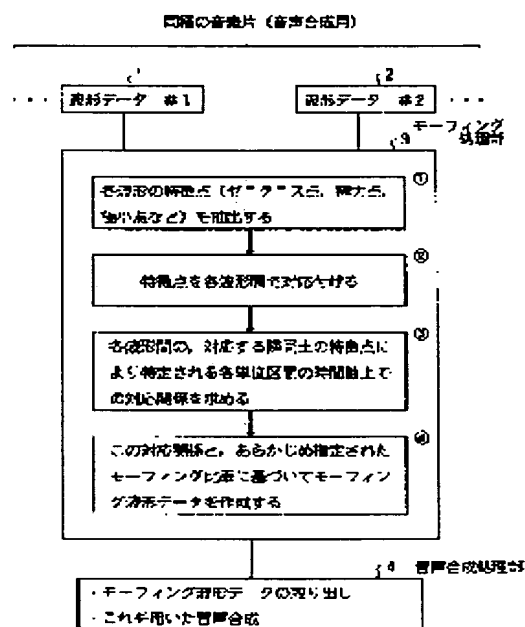 同種の音声片（音声合成用）
1
2
・・・ 波形データ #1
波形データ #2 ・・・
モーフィング
処理部
3
①
各波形の特徴点（ゼロクロス点，極大点，
極小点など）を抽出する
②
特徴点を各波形間で対応付ける
③
各波形間の，対応する隣同士の特徴点に
より特定される各単位区間の時間軸上で
の対応関係を求める
④
この対応関係と，あらかじめ指定された
モーフィング比率に基づいてモーフィン
グ波形データを作成する
4 音声合成処理部
・モーフィング波形データの取り出し
・これを用いた音声合成